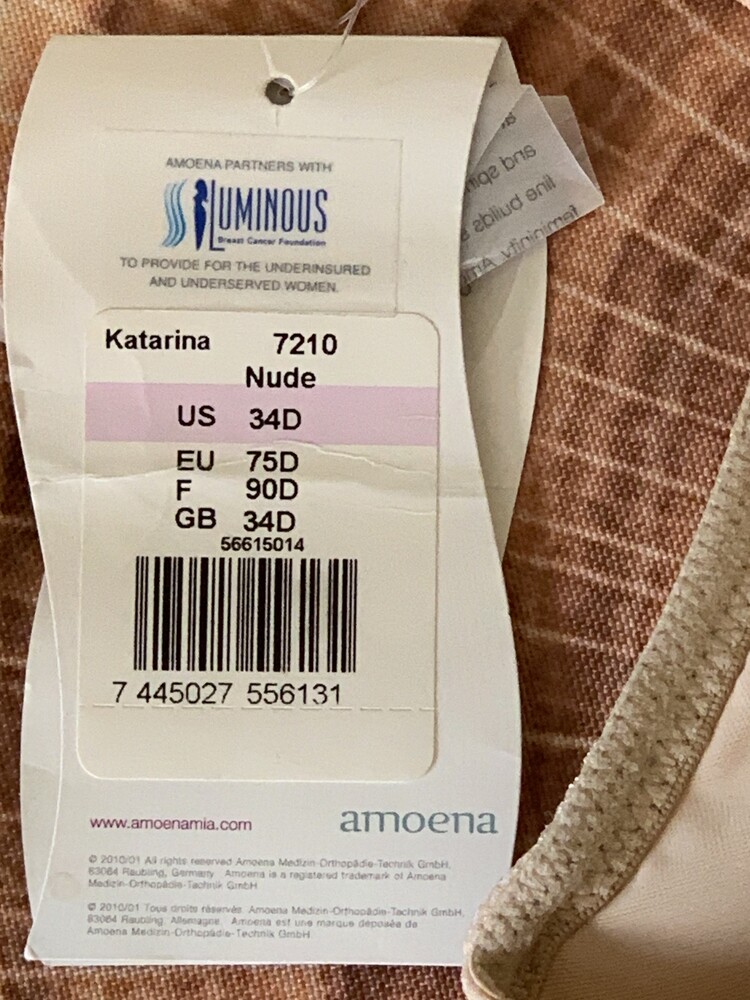 AMOENA PARTNERS WITH
LUMINOUS
Breast Cancer Foundation
TO PROVIDE FOR THE UNDERINSURED
AND UNDERSERVED WOMEN.
Katarina 7210
Nude
US 34D
EU 75D
F 90D
GB 34D
56615014
7 445027 556131
www.amoenamia.com
amoena
© 2010/01 All rights reserved Amoena Medizin-Orthopädie-Technik GmbH,
83064 Raubling, Germany Amoena is a registered trademark of Amoena
Medizin-Orthopädie-Technik GmbH
© 2010/01 Tous droits réservés. Amoena Medizin-Orthopädie-Technik GmbH,
83064 Raubling, Allemagne. Amoena est une marque déposée de
Amoena Medizin-Orthopädie-Technik GmbH
and
line builds
femininity